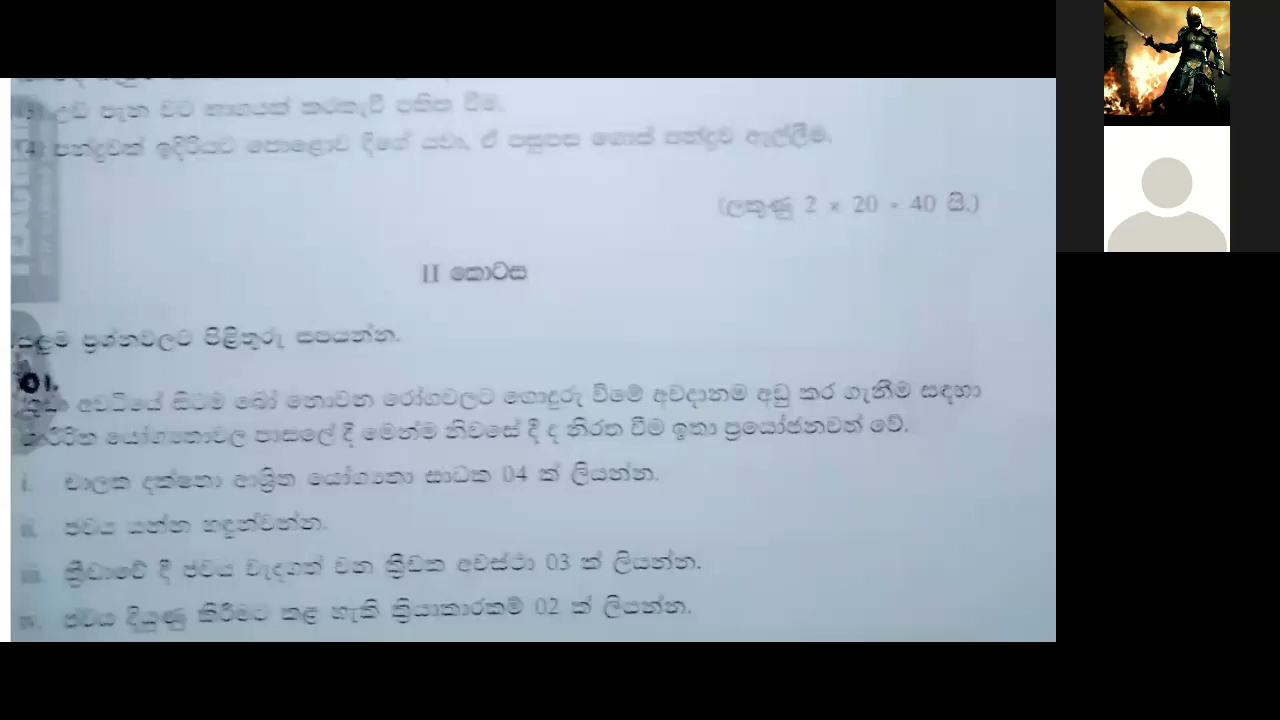 (3) උඩ පැන වට භාගයක් කරකැවී පතිත වීම.
(4) පන්දුවක් ඉදිරියට පොළොව දිගේ යවා, ඒ පසුපස ගොස් පන්දුව ඇල්ලීම.
(ලකුණු 2 × 20 = 40 යි.)
II කොටස
පළමු ප්‍රශ්නවලට පිළිතුරු සපයන්න.
01.
කුඩා අවධියේ සිටම බෝ නොවන රෝගවලට ගොදුරු වීමේ අවදානම අඩු කර ගැනීම සඳහා
ශාරීරික යෝග්‍යතාවල පාසලේ දී මෙන්ම නිවසේ දී ද නිරත වීම ඉතා ප්‍රයෝජනවත් වේ.
i. චාලක දක්ෂතා ආශ්‍රිත යෝග්‍යතා සාධක 04 ක් ලියන්න.
ii. ජවය යන්න හඳුන්වන්න.
iii. ක්‍රීඩාවේ දී ජවය වැදගත් වන ක්‍රීඩක අවස්ථා 03 ක් ලියන්න.
iv. ජවය දියුණු කිරීමට කළ හැකි ක්‍රියාකාරකම් 02 ක් ලියන්න.